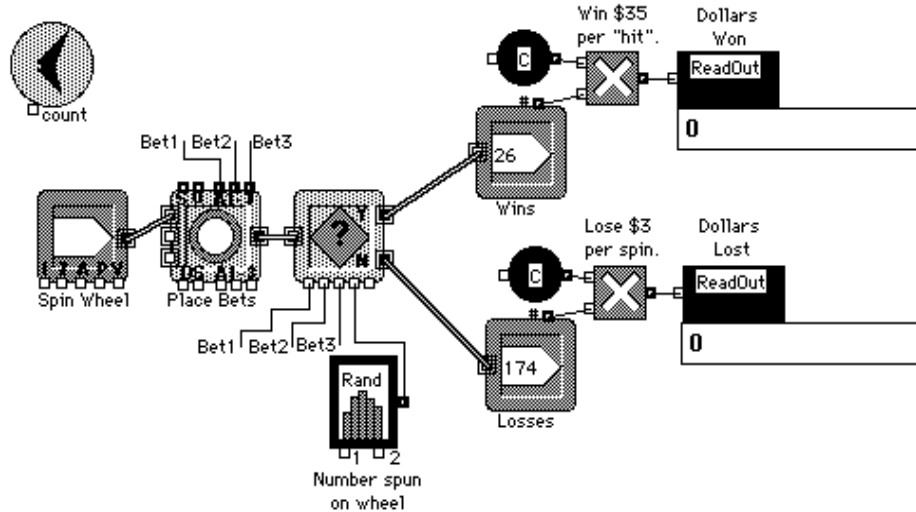 Win $35
per "hit".
Dollars
Won
C
ReadOut
count
#
0
Bet1 Bet2 Bet3
26
Y
Wins
?
Lose $3
per spin.
Dollars
Lost
N
C
ReadOut
Spin Wheel
Place Bets
#
0
Bet1 Bet2 Bet3
174
Rand
Losses
1 2
Number spun
on wheel